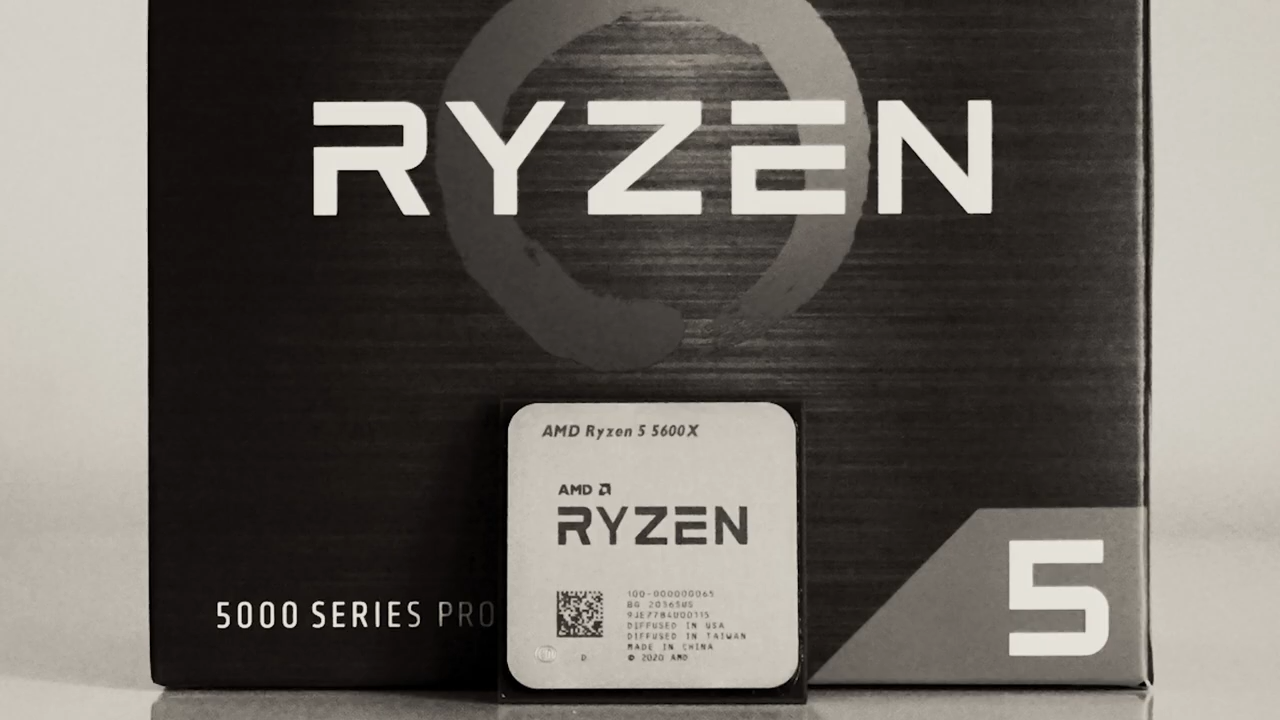 RYZEN
5000 SERIES PRO
5
AMD Ryzen 5 5600X
AMD
RYZEN
100-000000065
BG 2036SUS
9JE7784U00115
DIFFUSED IN USA
DIFFUSED IN TAIWAN
MADE IN CHINA
D
© 2020 AMD